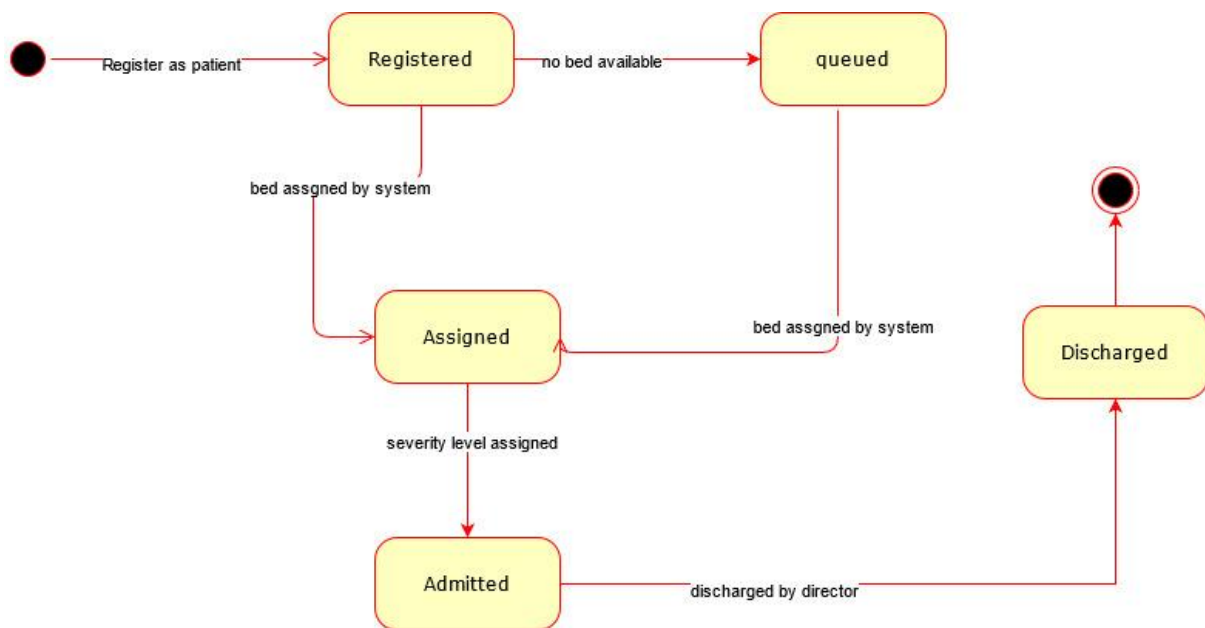 Registered
queued
Register as patient
no bed available
bed assgned by system
Assigned
bed assgned by system
Discharged
severity level assigned
Admitted
discharged by director